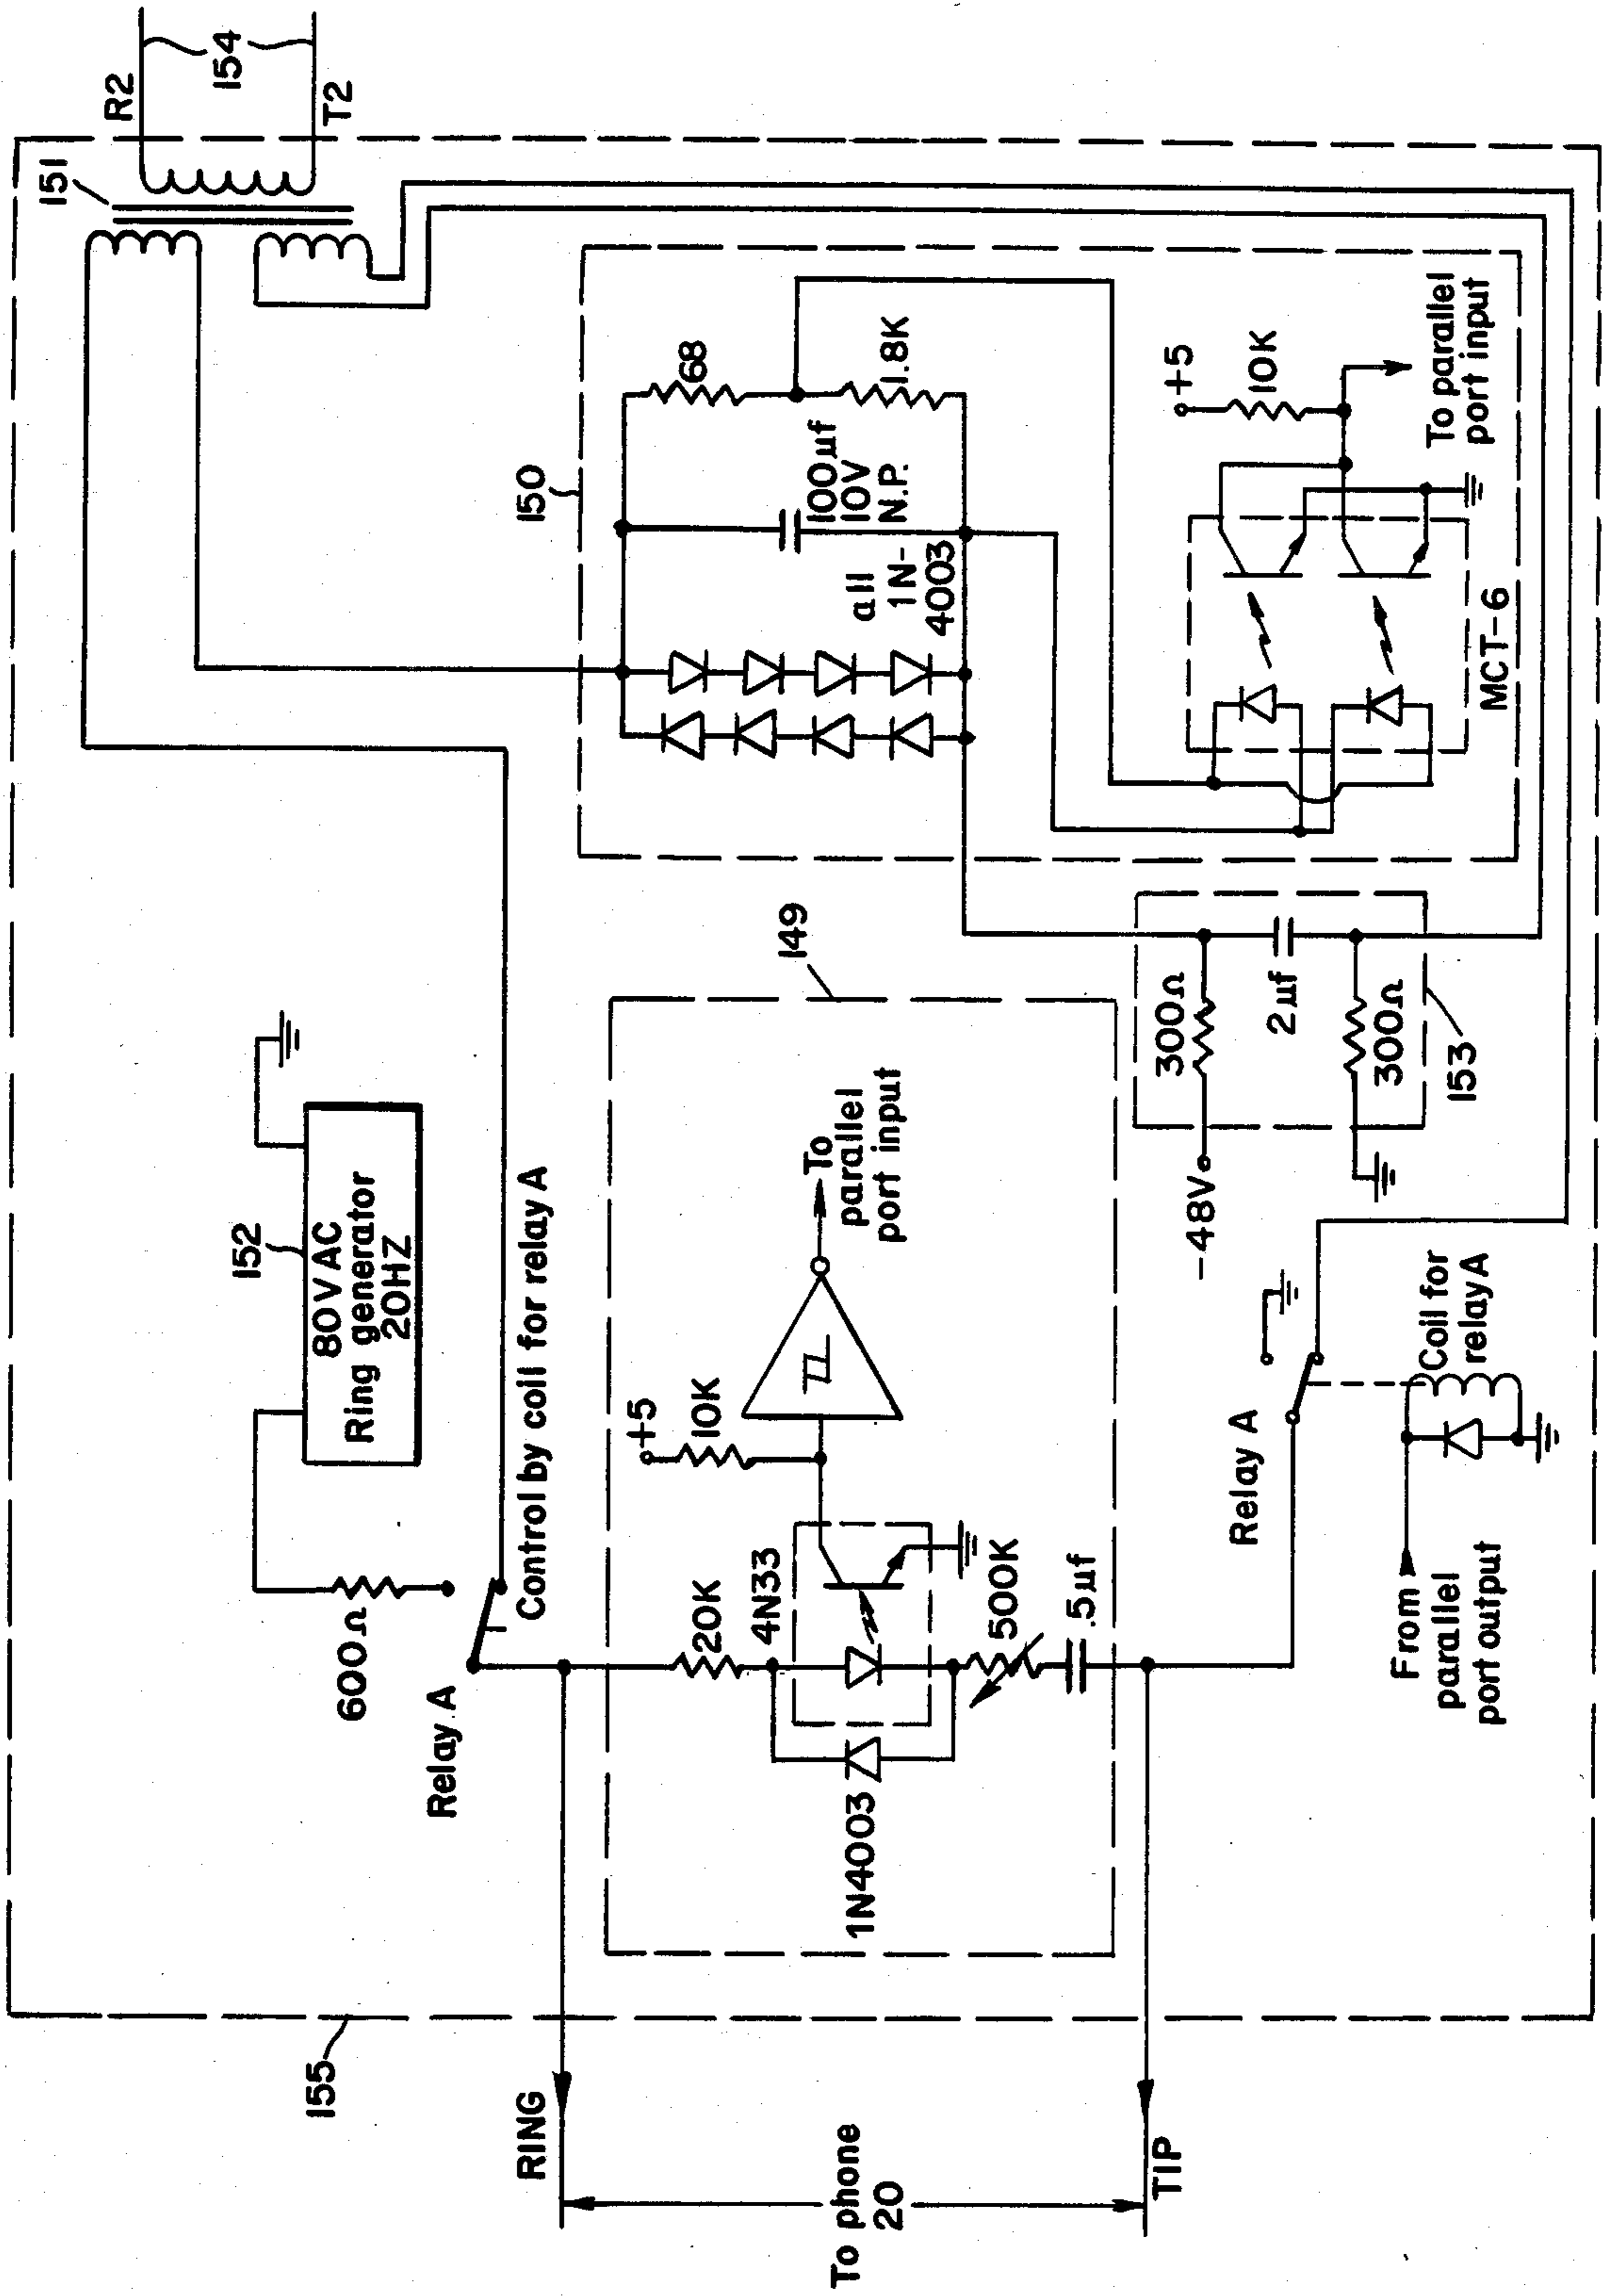 155
RING
To phone
20
TIP
Relay A
600Ω
152
80VAC
Ring generator
20HZ
Control by coil for relay A
149
20K
4N33
1N4003
500K
.5µf
+5
10K
To
parallel
port input
Relay A
From
parallel
port output
Coil for
relay A
-48V
300Ω
2µf
300Ω
153
150
all
1N-
4003
100µf
10V
N.P.
68
1.8K
MCT-6
+5
10K
To parallel
port input
151
R2
154
T2